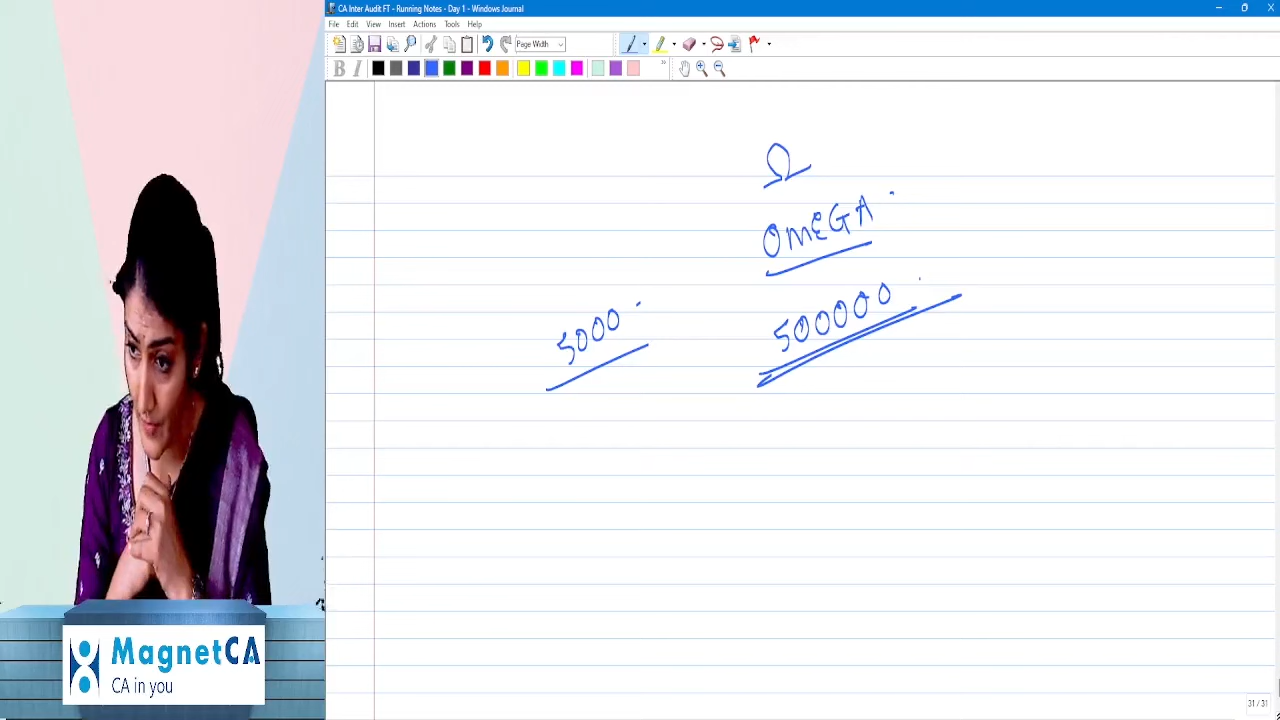 CA Inter Audit FT - Running Notes - Day 1 - Windows Journal
File Edit View Insert Actions Tools Help
Page Width
B I
Ω
OMEGA
5000
500000
MagnetCA
CA in you
31 / 31